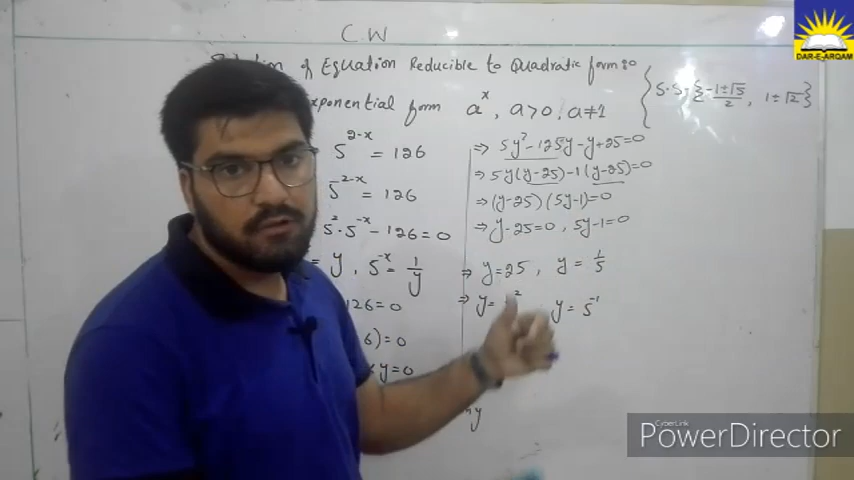 C.W
of Equation Reducible to Quadratic form :o
exponential form a^x, a>0, a≠1
5^{2-x} = 126
5^{2-x} = 126
5^2·5^{-x} - 126 = 0
= y, 5^{-x} = 1/y
126 = 0
6) = 0
y = 0
ny
⇒ 5y^2 - 125y - y + 25 = 0
⇒ 5y(y-25) - 1(y-25) = 0
⇒ (y-25)(5y-1) = 0
⇒ y-25 = 0, 5y-1 = 0
⇒ y = 25, y = 1/5
⇒ y = 2 y = 5^{-1}
S.S = {(-1±√5)/2, 1±√2}
DAR-E-ARQAM
CyberLink
PowerDirector